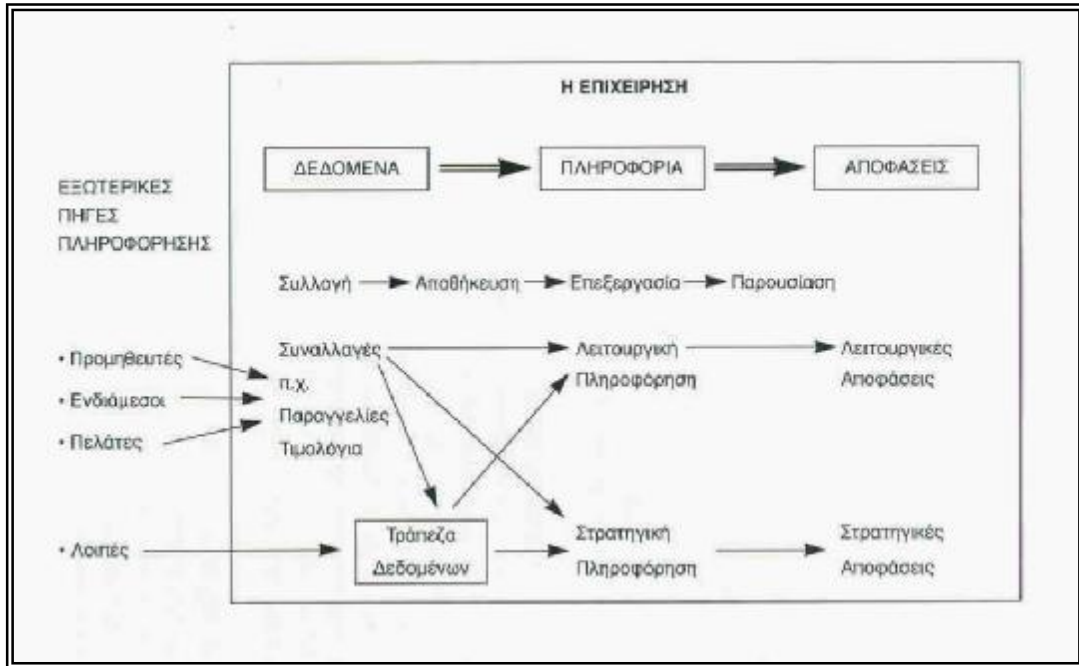 Η ΕΠΙΧΕΙΡΗΣΗ
ΔΕΔΟΜΕΝΑ
ΠΛΗΡΟΦΟΡΙΑ
ΑΠΟΦΑΣΕΙΣ
ΕΞΩΤΕΡΙΚΕΣ
ΠΗΓΕΣ
ΠΛΗΡΟΦΟΡΗΣΗΣ
Συλλογή
Αποθήκευση
Επεξεργασία
Παρουσίαση
• Προμηθευτές
• Ενδιάμεσοι
• Πελάτες
Συναλλαγές
π.χ.
Παραγγελίες
Τιμολόγια
Λειτουργική
Πληροφόρηση
Λειτουργικές
Αποφάσεις
• Λοιπές
Τράπεζα
Δεδομένων
Στρατηγική
Πληροφόρηση
Στρατηγικές
Αποφάσεις